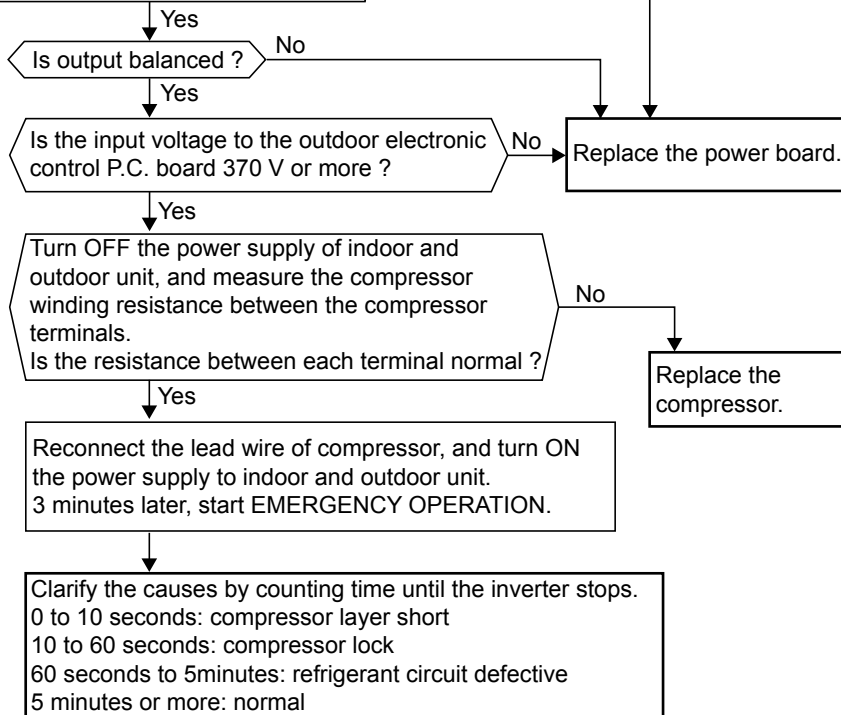 Yes
Is output balanced ?
No
Yes
Is the input voltage to the outdoor electronic
control P.C. board 370 V or more ?
No
Replace the power board.
Yes
Turn OFF the power supply of indoor and
outdoor unit, and measure the compressor
winding resistance between the compressor
terminals.
Is the resistance between each terminal normal ?
No
Replace the
compressor.
Yes
Reconnect the lead wire of compressor, and turn ON
the power supply to indoor and outdoor unit.
3 minutes later, start EMERGENCY OPERATION.
Clarify the causes by counting time until the inverter stops.
0 to 10 seconds: compressor layer short
10 to 60 seconds: compressor lock
60 seconds to 5minutes: refrigerant circuit defective
5 minutes or more: normal